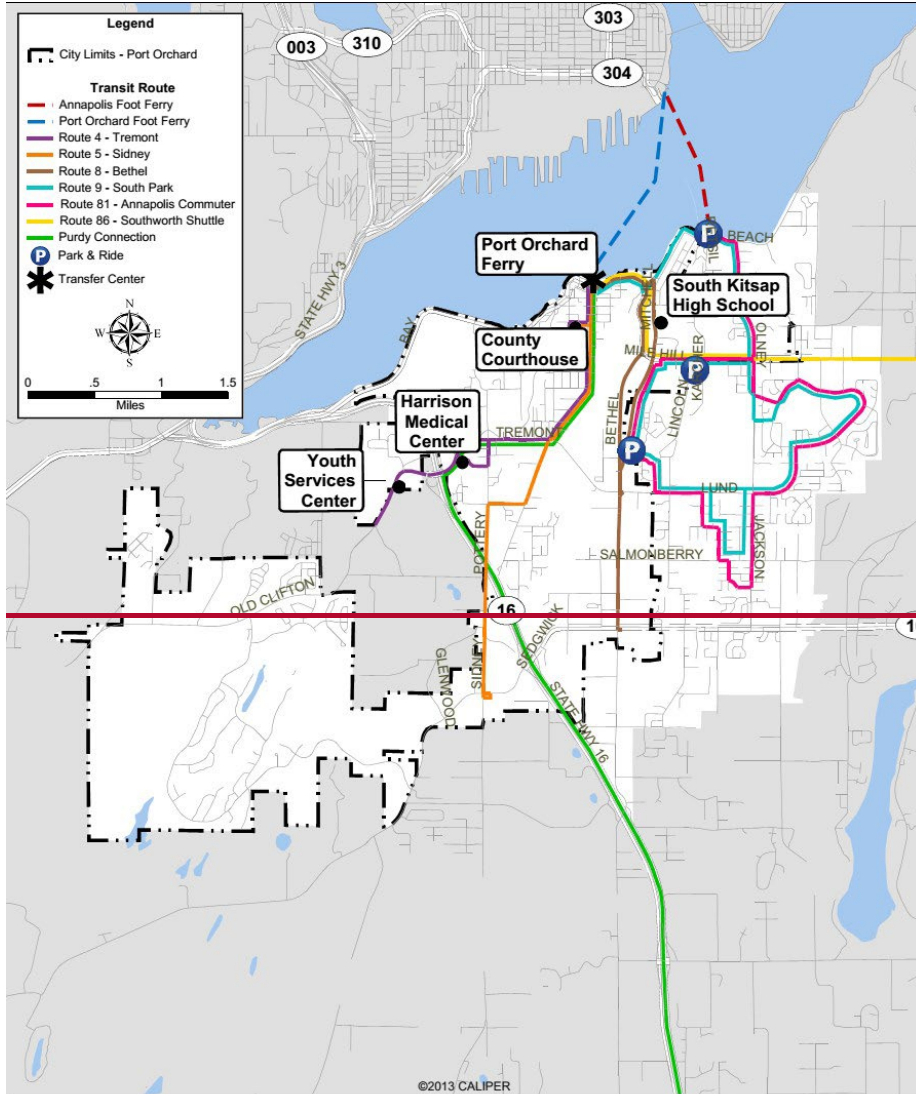 Legend
City Limits - Port Orchard
Transit Route
Annapolis Foot Ferry
Port Orchard Foot Ferry
Route 4 - Tremont
Route 5 - Sidney
Route 8 - Bethel
Route 9 - South Park
Route 81 - Annapolis Commuter
Route 86 - Southworth Shuttle
Purdy Connection
P
Park & Ride
Transfer Center
N
W
E
S
0
.5
1
1.5
Miles
003
310
303
304
STATE HWY 3
BAY
Port Orchard
Ferry
P
BEACH
MITCHELL
South Kitsap
High School
County
Courthouse
MILE HILL
OLNEY
P
LINCOLN
Harrison
Medical
Center
TREMONT
BETHEL
P
Youth
Services
Center
LUND
POTTERY
SALMONBERRY
JACKSON
OLD CLIFTON
16
SEDGWICK
SIDNEY
GLENWOOD
STATE HWY 16
©2013 CALIPER